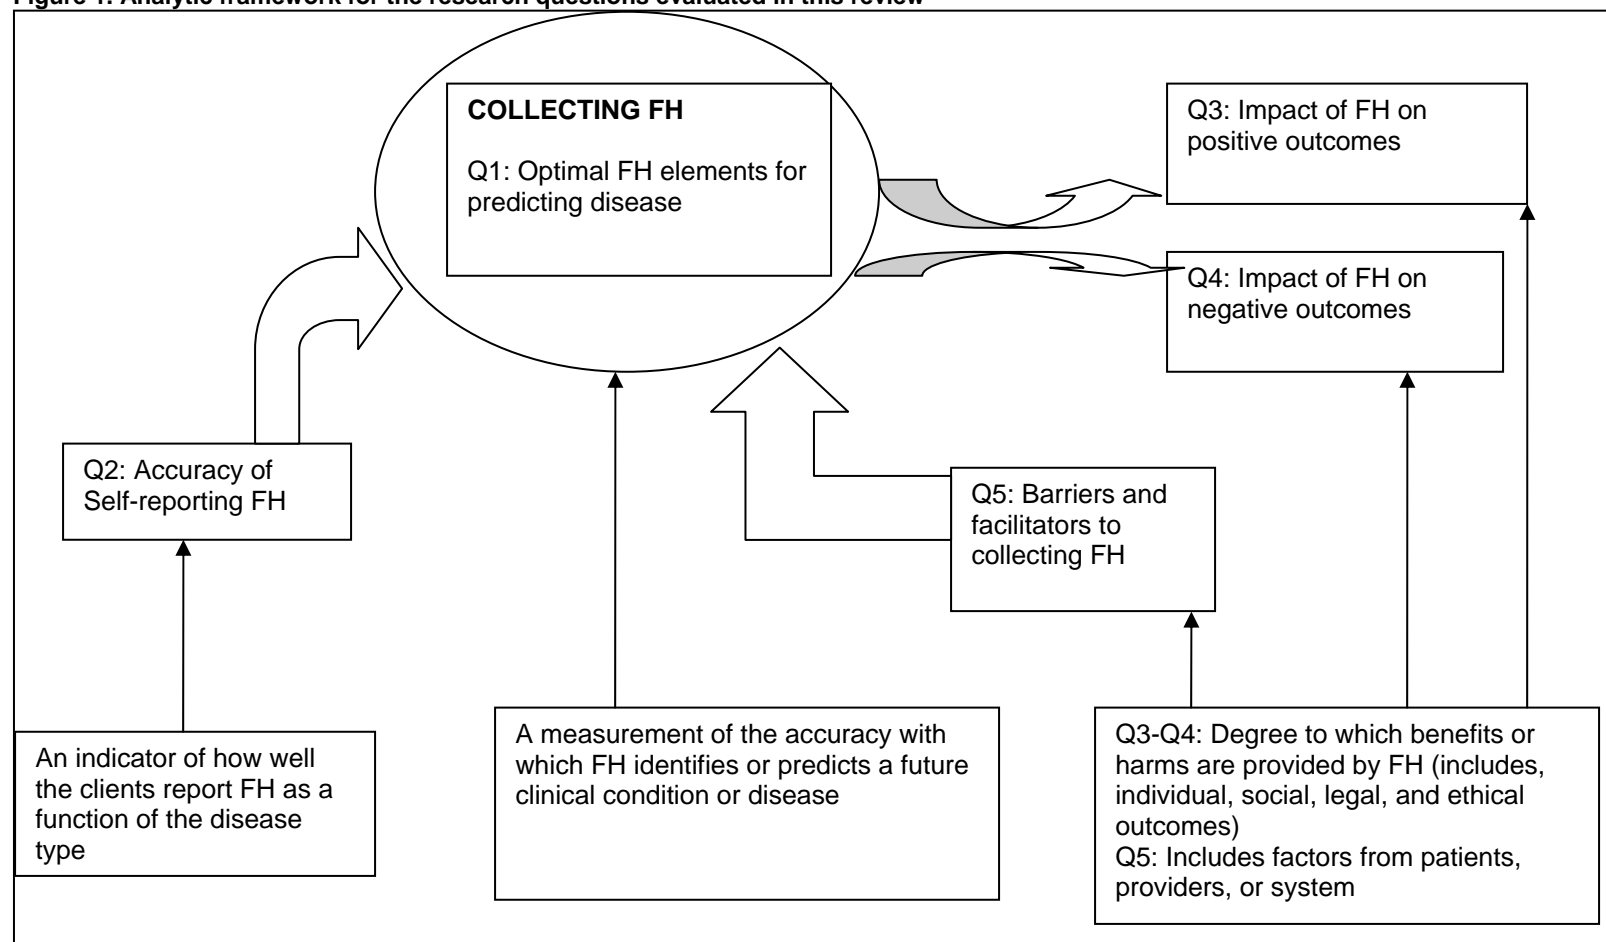 Figure 1. Analytic framework for the research questions evaluated in this review
COLLECTING FH
Q1: Optimal FH elements for
predicting disease
Q3: Impact of FH on
positive outcomes
Q4: Impact of FH on
negative outcomes
Q2: Accuracy of
Self-reporting FH
Q5: Barriers and
facilitators to
collecting FH
An indicator of how well
the clients report FH as a
function of the disease
type
A measurement of the accuracy with
which FH identifies or predicts a future
clinical condition or disease
Q3-Q4: Degree to which benefits or
harms are provided by FH (includes,
individual, social, legal, and ethical
outcomes)
Q5: Includes factors from patients,
providers, or system